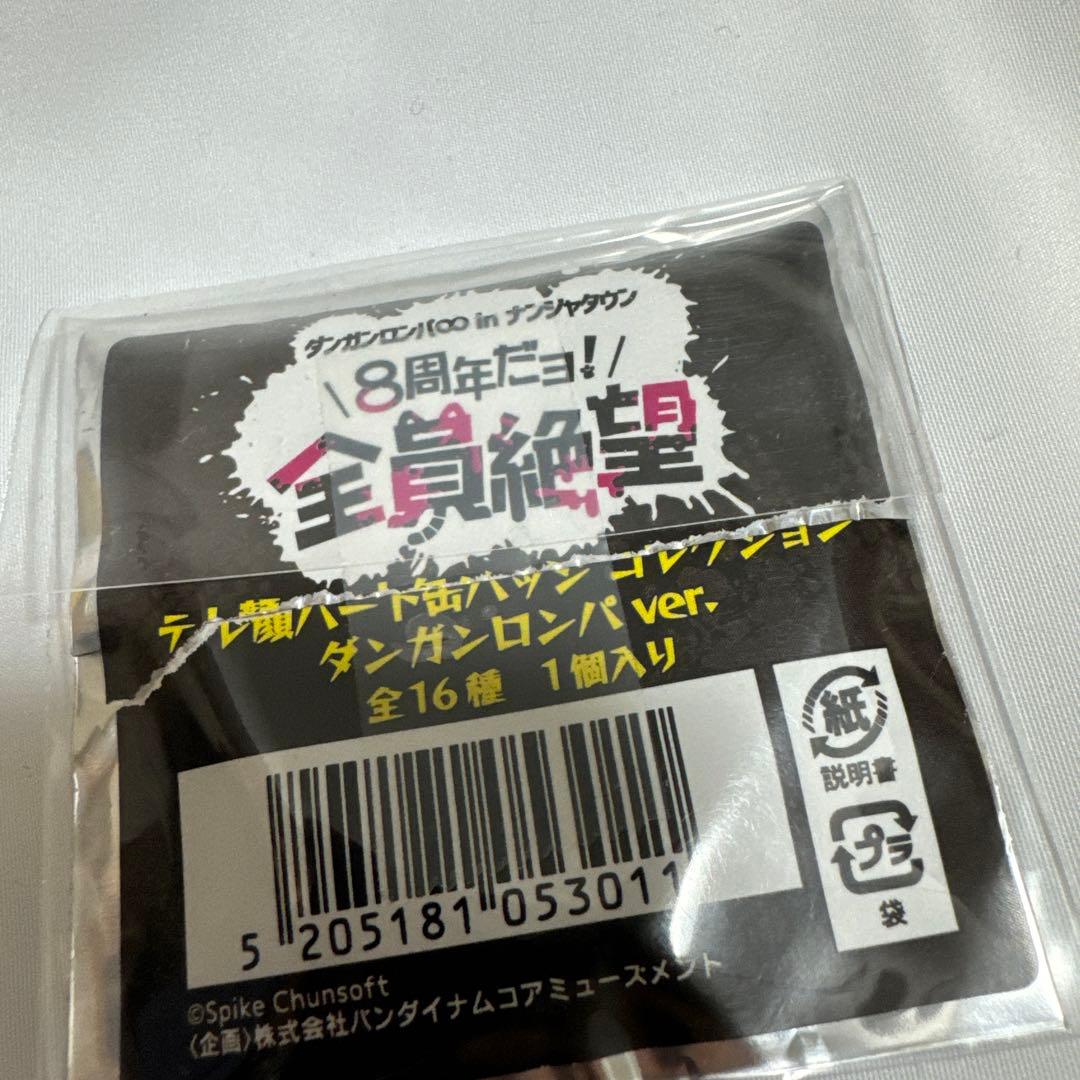 ダンガンロンパ∞ in ナンジャタウン
\8周年だョ!/
全員絶望
テレ顔ハート缶バッジコレクション
ダンガンロンパ ver.
全16種 1個入り
紙
説明書
プラ
袋
5 205181 053011
©Spike Chunsoft
(企画)株式会社バンダイナムコアミューズメント